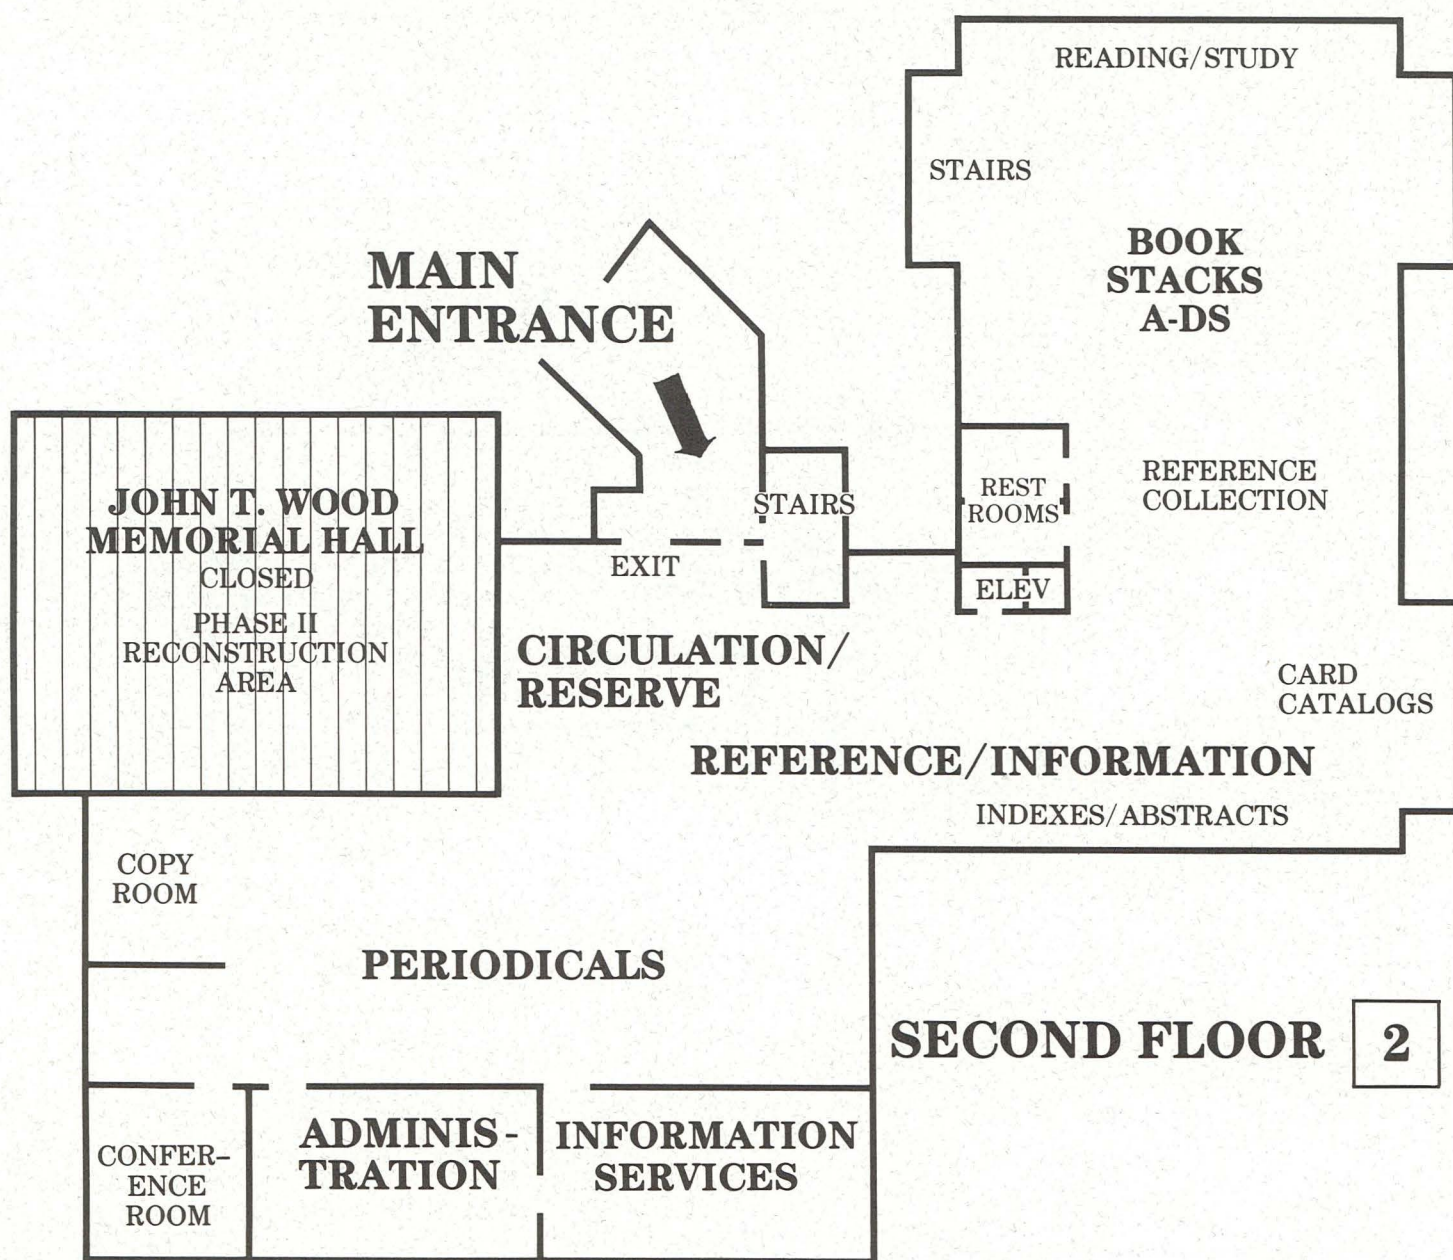 READING/STUDY
STAIRS
BOOK
STACKS
A-DS
MAIN
ENTRANCE
JOHN T. WOOD
MEMORIAL HALL
CLOSED
PHASE II
RECONSTRUCTION
AREA
STAIRS
EXIT
REST
ROOMS
ELEV
REFERENCE
COLLECTION
CIRCULATION/
RESERVE
CARD
CATALOGS
REFERENCE/INFORMATION
INDEXES/ABSTRACTS
COPY
ROOM
PERIODICALS
SECOND FLOOR 2
CONFER-
ENCE
ROOM
ADMINIS-
TRATION
INFORMATION
SERVICES